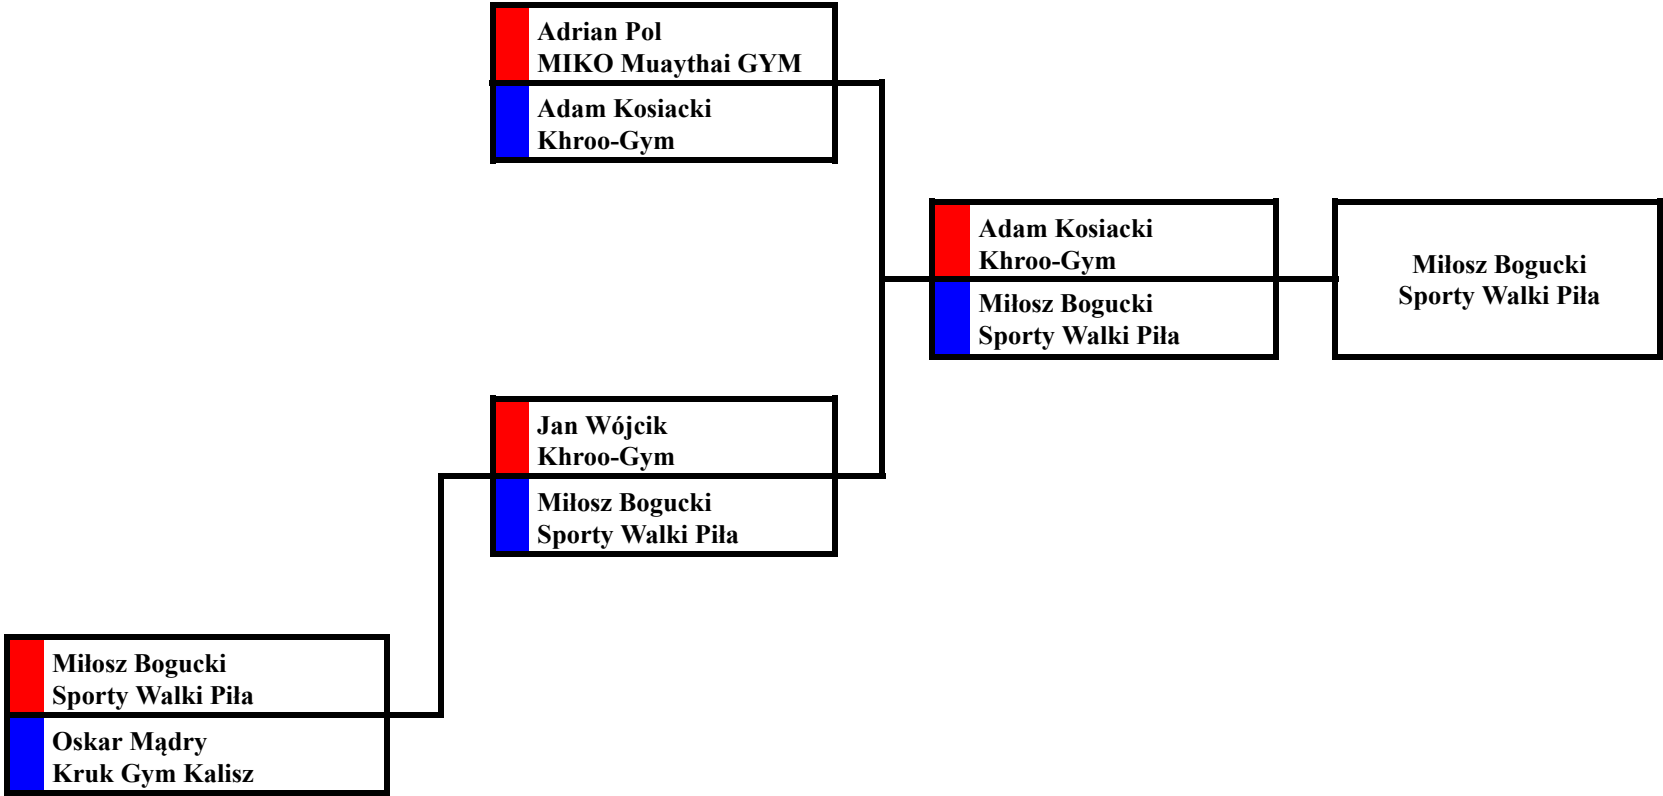 Adrian Pol
MIKO Muaythai GYM
Adam Kosiacki
Khroo-Gym
Adam Kosiacki
Khroo-Gym
Miłosz Bogucki
Sporty Walki Piła
Miłosz Bogucki
Sporty Walki Piła
Jan Wójcik
Khroo-Gym
Miłosz Bogucki
Sporty Walki Piła
Miłosz Bogucki
Sporty Walki Piła
Oskar Mądry
Kruk Gym Kalisz